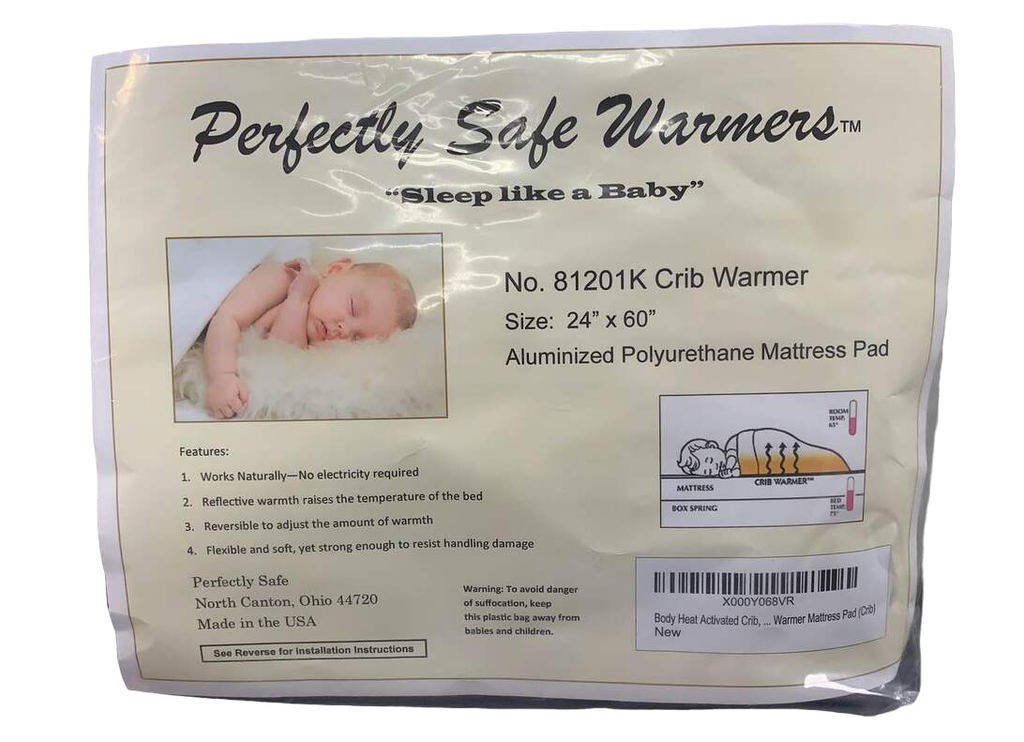 Perfectly Safe Warmers™
“Sleep like a Baby”
No. 81201K Crib Warmer
Size: 24” x 60”
Aluminized Polyurethane Mattress Pad
ROOM
TEMP.
65°
MATTRESS
CRIB WARMER™
BOX SPRING
BED
TEMP.
75°
Features:
1. Works Naturally—No electricity required
2. Reflective warmth raises the temperature of the bed
3. Reversible to adjust the amount of warmth
4. Flexible and soft, yet strong enough to resist handling damage
Perfectly Safe
North Canton, Ohio 44720
Made in the USA
See Reverse for Installation Instructions
Warning: To avoid danger
of suffocation, keep
this plastic bag away from
babies and children.
X000Y068VR
Body Heat Activated Crib, ... Warmer Mattress Pad (Crib)
New